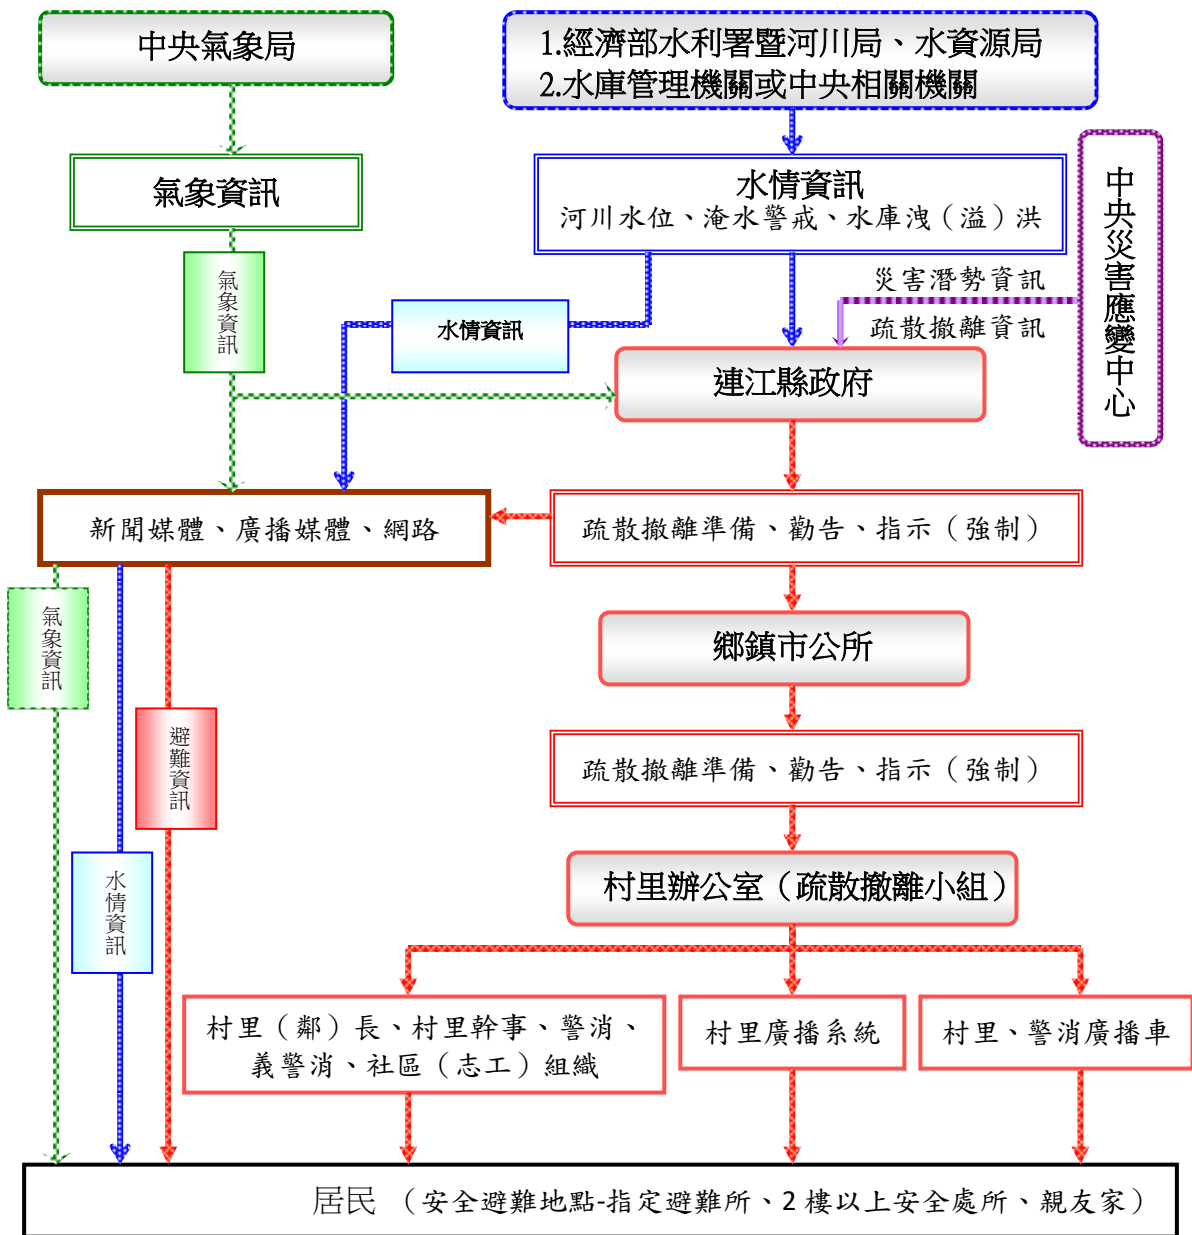 中央氣象局
1.經濟部水利署暨河川局、水資源局
2.水庫管理機關或中央相關機關
氣象資訊
水情資訊
河川水位、淹水警戒、水庫洩（溢）洪
中央災害應變中心
氣象資訊
水情資訊
災害潛勢資訊
疏散撤離資訊
連江縣政府
新聞媒體、廣播媒體、網路
疏散撤離準備、勸告、指示（強制）
氣象資訊
鄉鎮市公所
避難資訊
疏散撤離準備、勸告、指示（強制）
水情資訊
村里辦公室（疏散撤離小組）
村里（鄰）長、村里幹事、警消、
義警消、社區（志工）組織
村里廣播系統
村里、警消廣播車
居民 （安全避難地點-指定避難所、2 樓以上安全處所、親友家）